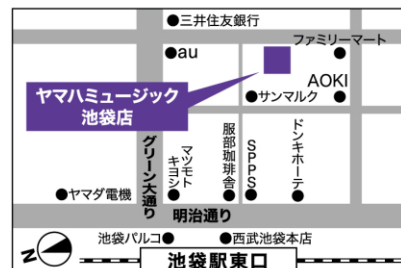 ●三井住友銀行
ファミリーマート
●au
AOKI
ヤマハミュージック
池袋店
●サンマルク
グリーン大通り
マツモト
キヨシ
服部珈琲舎
SPPS
ドンキホーテ
●ヤマダ電機
明治通り
池袋パルコ●
●西武池袋本店
N
池袋駅東口